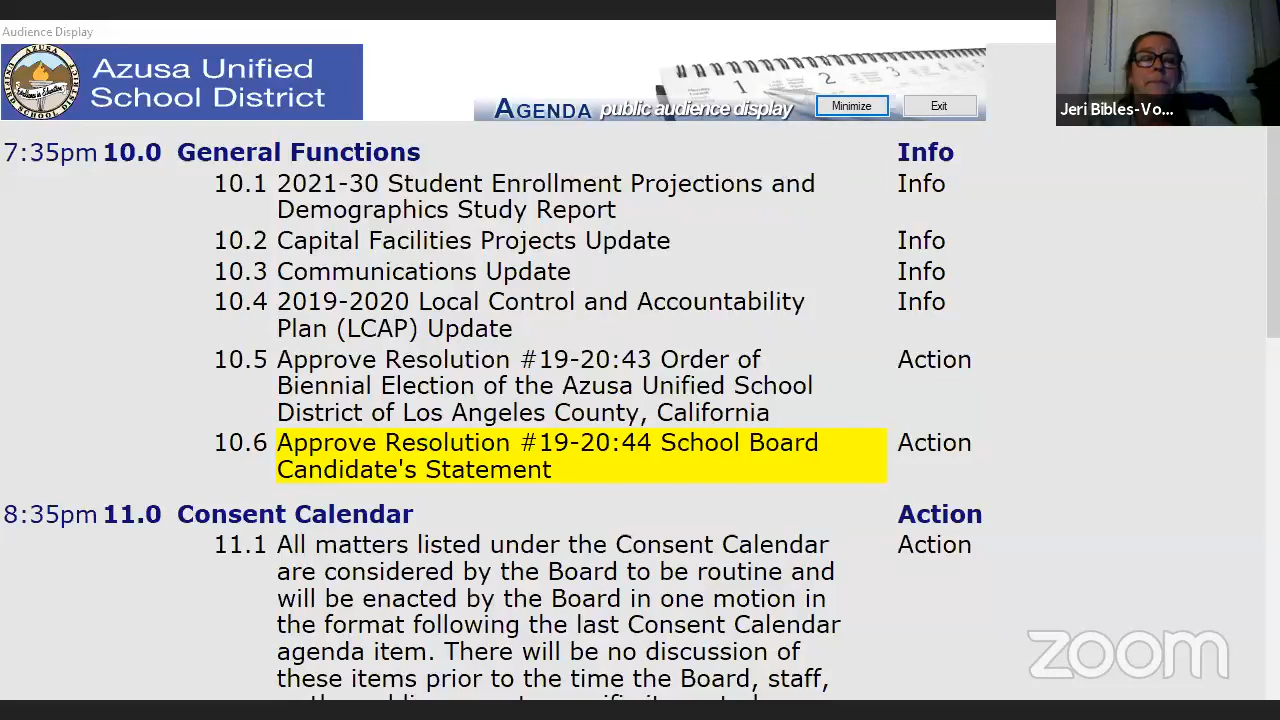 Audience Display
Azusa Unified
School District
AGENDA public audience display
Minimize
Exit
Jeri Bibles-Vo...
7:35pm 10.0 General Functions Info
10.1 2021-30 Student Enrollment Projections and Info
Demographics Study Report
10.2 Capital Facilities Projects Update Info
10.3 Communications Update Info
10.4 2019-2020 Local Control and Accountability Info
Plan (LCAP) Update
10.5 Approve Resolution #19-20:43 Order of Action
Biennial Election of the Azusa Unified School
District of Los Angeles County, California
10.6 Approve Resolution #19-20:44 School Board Action
Candidate's Statement
8:35pm 11.0 Consent Calendar Action
11.1 All matters listed under the Consent Calendar Action
are considered by the Board to be routine and
will be enacted by the Board in one motion in
the format following the last Consent Calendar
agenda item. There will be no discussion of
these items prior to the time the Board, staff,
zoom